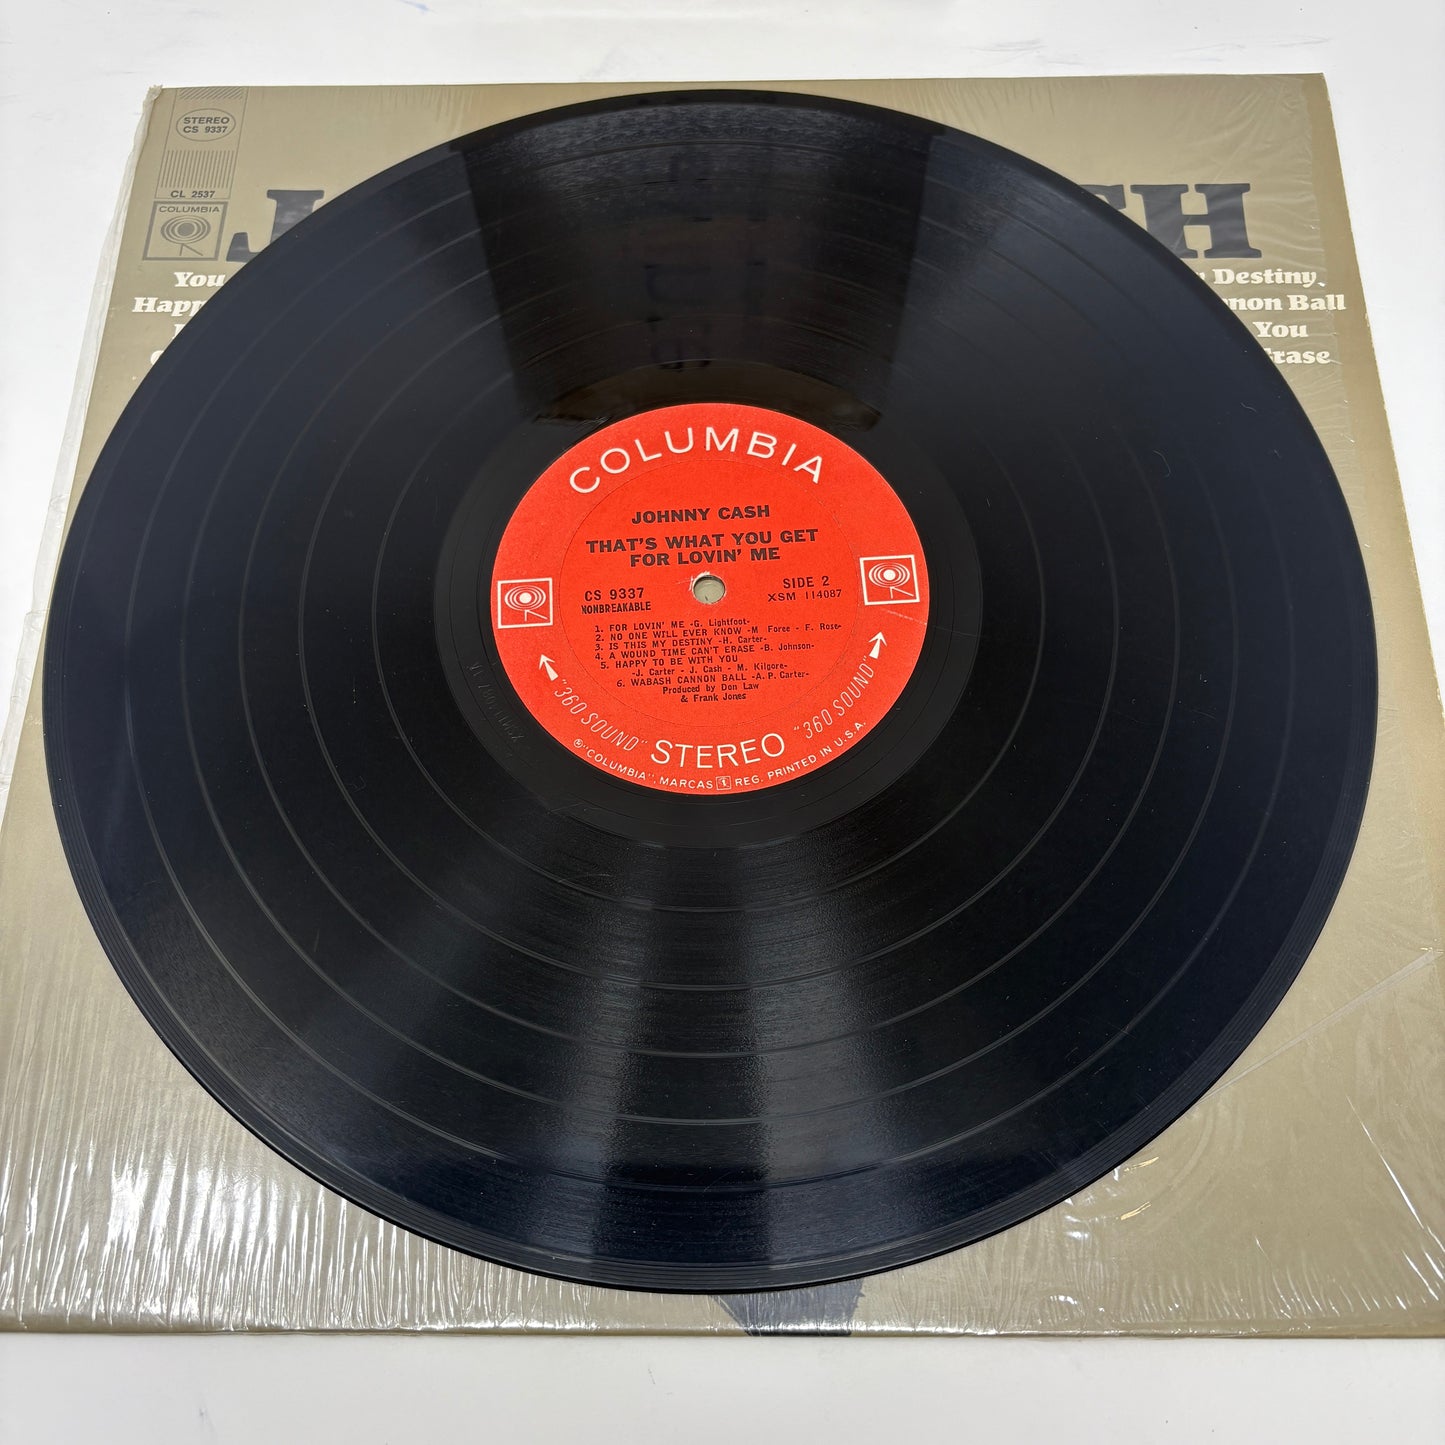 STEREO
CS 9337
CL 2537
COLUMBIA
J SH
You Destiny
Happ non Ball
You
Erase
COLUMBIA
JOHNNY CASH
THAT'S WHAT YOU GET
FOR LOVIN' ME
CS 9337 SIDE 2
NONBREAKABLE XSM 114087
1. FOR LOVIN' ME -G. Lightfoot-
2. NO ONE WILL EVER KNOW -M Foree - F. Rose-
3. IS THIS MY DESTINY -H. Carter-
4. A WOUND TIME CAN'T ERASE -B. Johnson-
5. HAPPY TO BE WITH YOU
-J. Carter - J. Cash - M. Kilgore-
6. WABASH CANNON BALL -A. P. Carter-
Produced by Don Law
& Frank Jones
"360 SOUND" STEREO "360 SOUND"
® "COLUMBIA", MARCAS REG. PRINTED IN U.S.A.